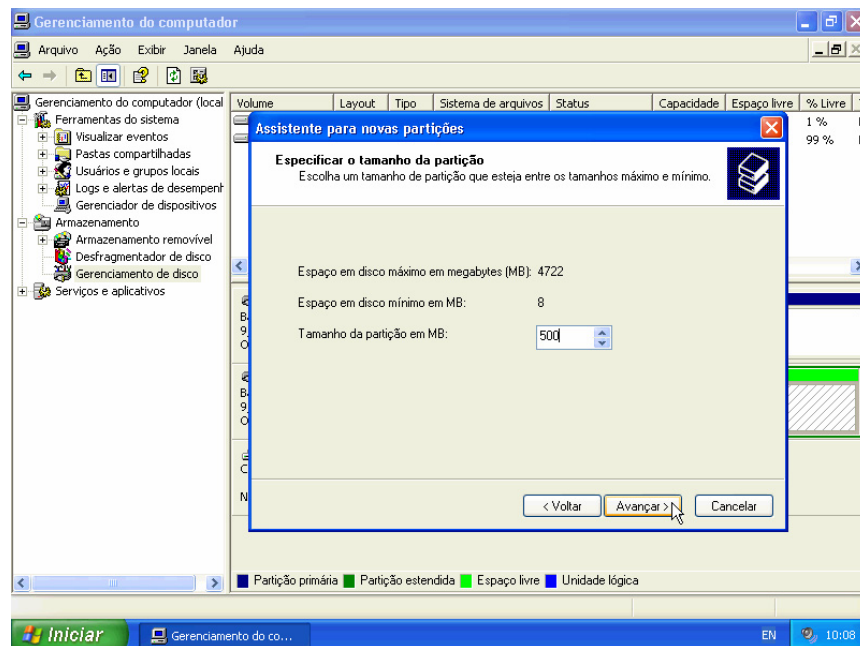 Gerenciamento do computador
Arquivo Ação Exibir Janela Ajuda
Gerenciamento do computador (local
Ferramentas do sistema
Visualizar eventos
Pastas compartilhadas
Usuários e grupos locais
Logs e alertas de desempenh
Gerenciador de dispositivos
Armazenamento
Armazenamento removível
Desfragmentador de disco
Gerenciamento de disco
Serviços e aplicativos
Volume Layout Tipo Sistema de arquivos Status Capacidade Espaço livre % Livre
1 %
99 %
Assistente para novas partições
Especificar o tamanho da partição
Escolha um tamanho de partição que esteja entre os tamanhos máximo e mínimo.
Espaço em disco máximo em megabytes (MB): 4722
Espaço em disco mínimo em MB: 8
Tamanho da partição em MB: 500
< Voltar Avançar > Cancelar
Partição primária Partição estendida Espaço livre Unidade lógica
Iniciar Gerenciamento do co... EN 10:08